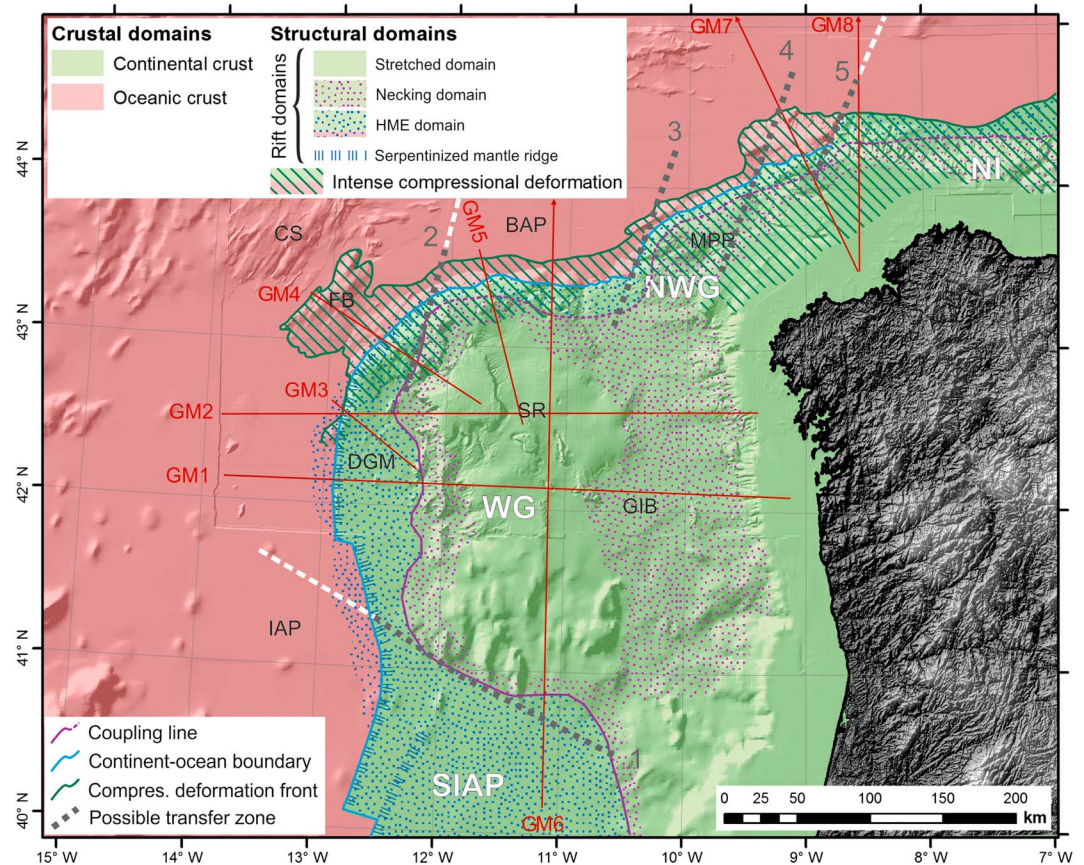 Crustal domains
Continental crust
Oceanic crust
Structural domains
Rift domains
Stretched domain
Necking domain
HME domain
Serpentinized mantle ridge
Intense compressional deformation
GM7
GM8
4
5
3
2
44° N
43° N
42° N
41° N
40° N
CS
BAP
GM5
NI
MPF
NWG
GM4
FB
GM3
GM2
SR
DGM
GM1
WG
GIB
IAP
1
SIAP
GM6
Coupling line
Continent-ocean boundary
Compres. deformation front
Possible transfer zone
0 25 50 100 150 200
km
15° W 14° W 13° W 12° W 11° W 10° W 9° W 8° W 7° W